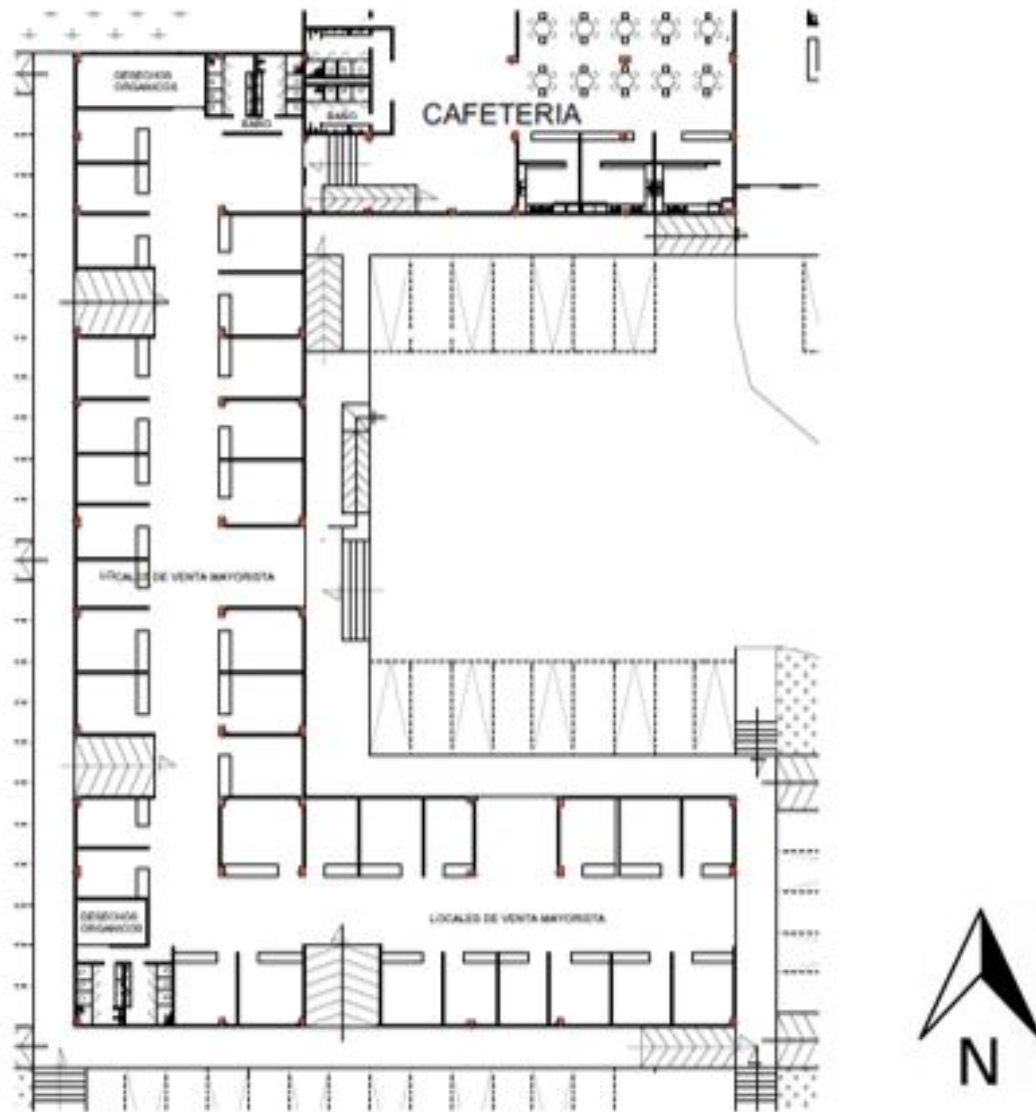 DESECHOS
ORGANICOS
BAÑO
BAÑO
CAFETERIA
LOCALES DE VENTA MAYORISTA
LOCALES DE VENTA MAYORISTA
DESECHOS
ORGANICOS
N